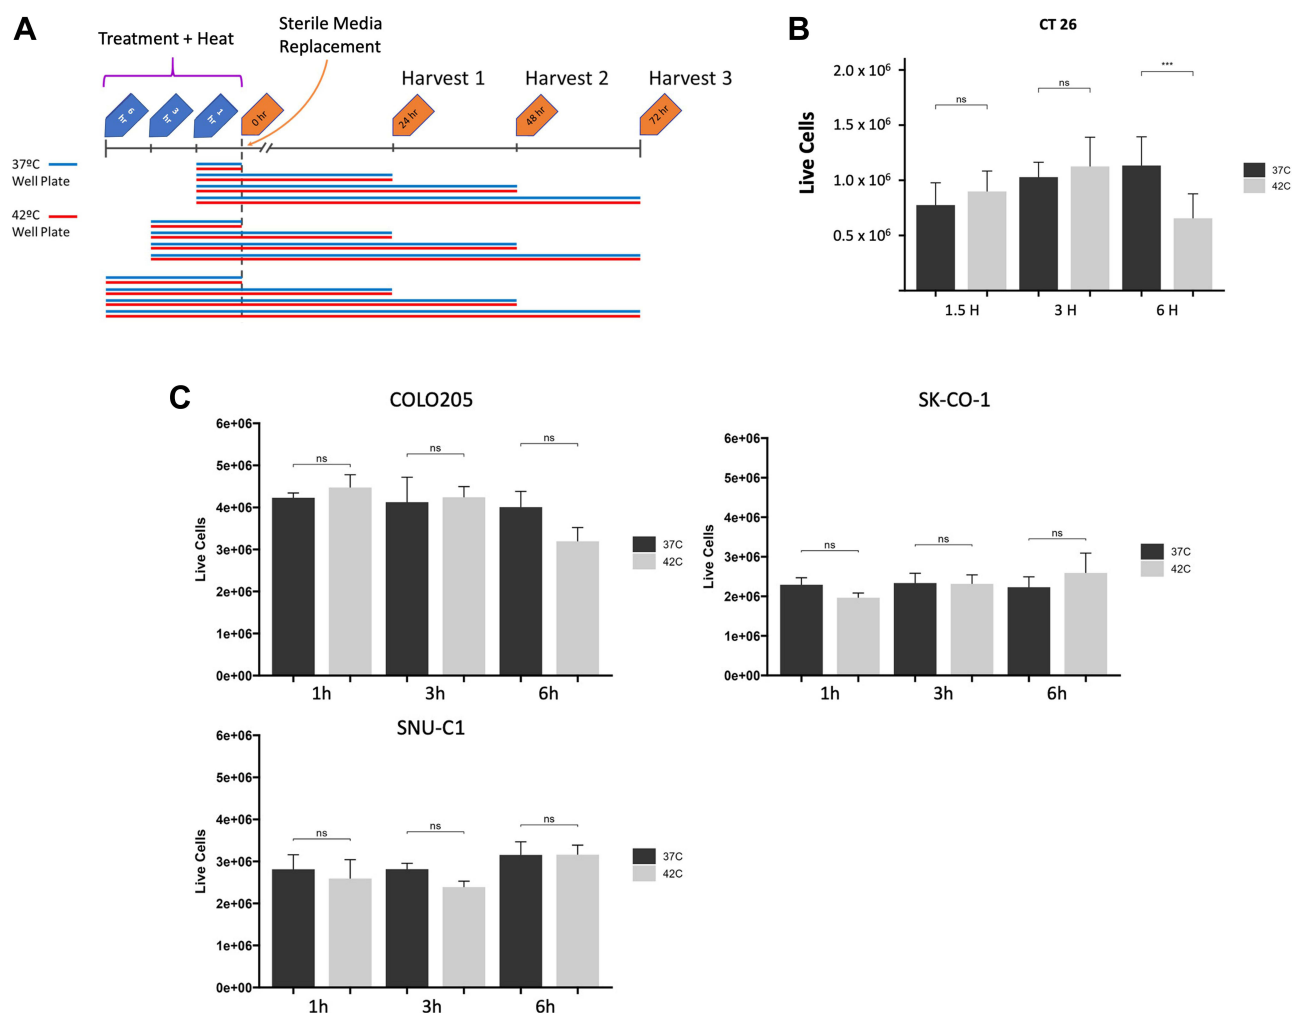 A
Treatment + Heat
Sterile Media
Replacement
Harvest 1
Harvest 2
Harvest 3
6 hr
3 hr
1 hr
0 hr
24 hr
48 hr
72 hr
37ºC
Well Plate
42ºC
Well Plate
B
CT 26
Live Cells
2.0 x 10⁶
1.5 x 10⁶
1.0 x 10⁶
0.5 x 10⁶
ns
ns
***
1.5 H
3 H
6 H
37C
42C
C
COLO205
Live Cells
6e+06
5e+06
4e+06
3e+06
2e+06
1e+06
0e+00
ns
ns
ns
1h
3h
6h
37C
42C
SK-CO-1
Live Cells
6e+06
5e+06
4e+06
3e+06
2e+06
1e+06
0e+00
ns
ns
ns
1h
3h
6h
37C
42C
SNU-C1
Live Cells
6e+06
5e+06
4e+06
3e+06
2e+06
1e+06
0e+00
ns
ns
ns
1h
3h
6h
37C
42C